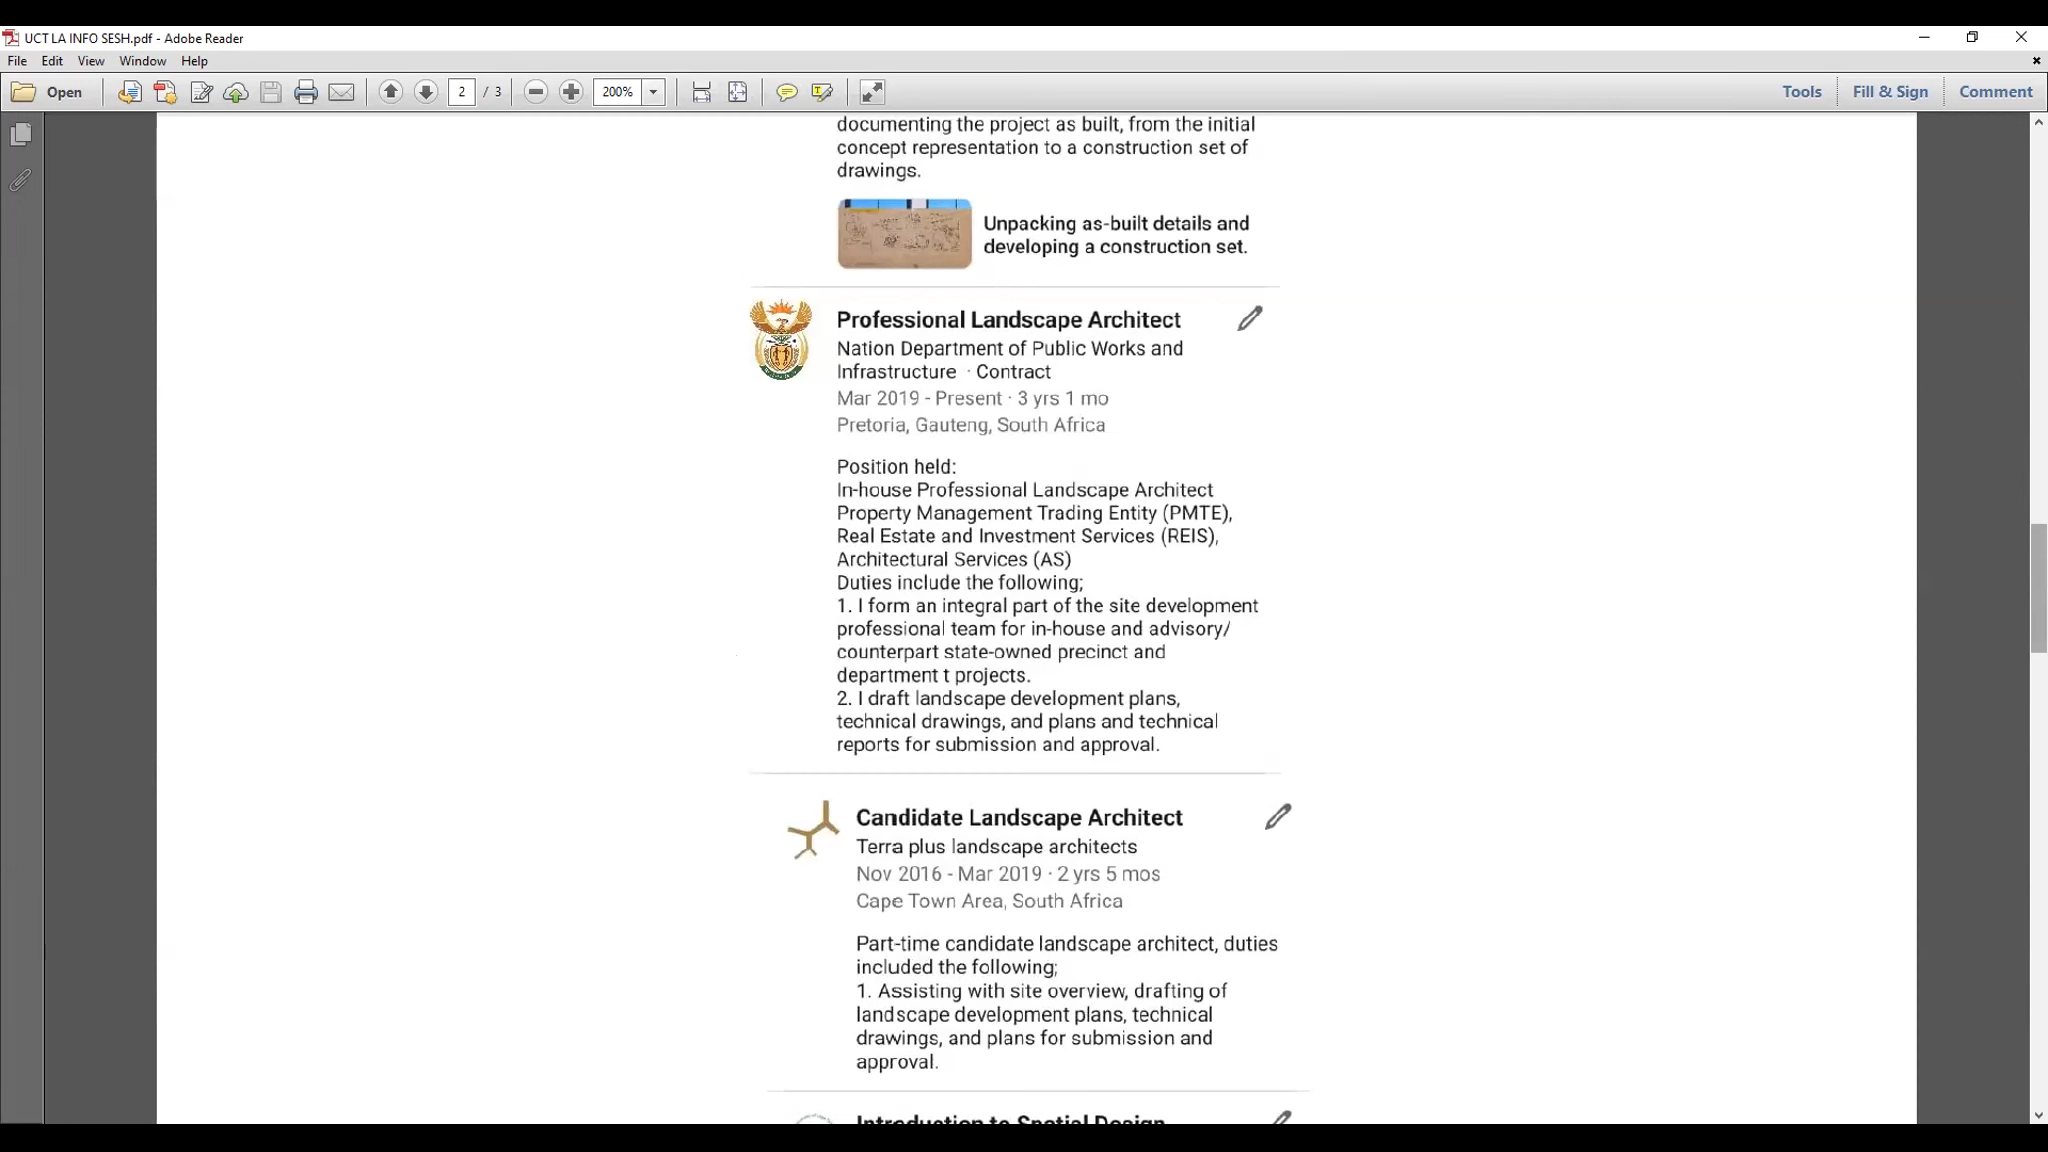 UCT LA INFO SESH.pdf - Adobe Reader
File Edit View Window Help
Open 2 / 3 200% Tools Fill & Sign Comment
documenting the project as built, from the initial
concept representation to a construction set of
drawings.
Unpacking as-built details and
developing a construction set.
Professional Landscape Architect
Nation Department of Public Works and
Infrastructure · Contract
Mar 2019 - Present · 3 yrs 1 mo
Pretoria, Gauteng, South Africa
Position held:
In-house Professional Landscape Architect
Property Management Trading Entity (PMTE),
Real Estate and Investment Services (REIS),
Architectural Services (AS)
Duties include the following;
1. I form an integral part of the site development
professional team for in-house and advisory/
counterpart state-owned precinct and
department t projects.
2. I draft landscape development plans,
technical drawings, and plans and technical
reports for submission and approval.
Candidate Landscape Architect
Terra plus landscape architects
Nov 2016 - Mar 2019 · 2 yrs 5 mos
Cape Town Area, South Africa
Part-time candidate landscape architect, duties
included the following;
1. Assisting with site overview, drafting of
landscape development plans, technical
drawings, and plans for submission and
approval.
Introduction to Spatial Design